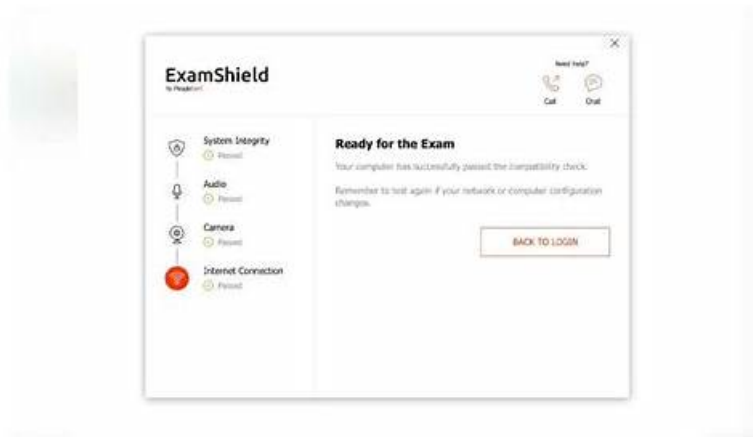 ExamShield
by PeopleCert
Need help?
Call
Chat
System Integrity
Passed
Audio
Passed
Camera
Passed
Internet Connection
Passed
Ready for the Exam
Your computer has successfully passed the compatibility check.
Remember to test again if your network or computer configuration
changes.
BACK TO LOGIN